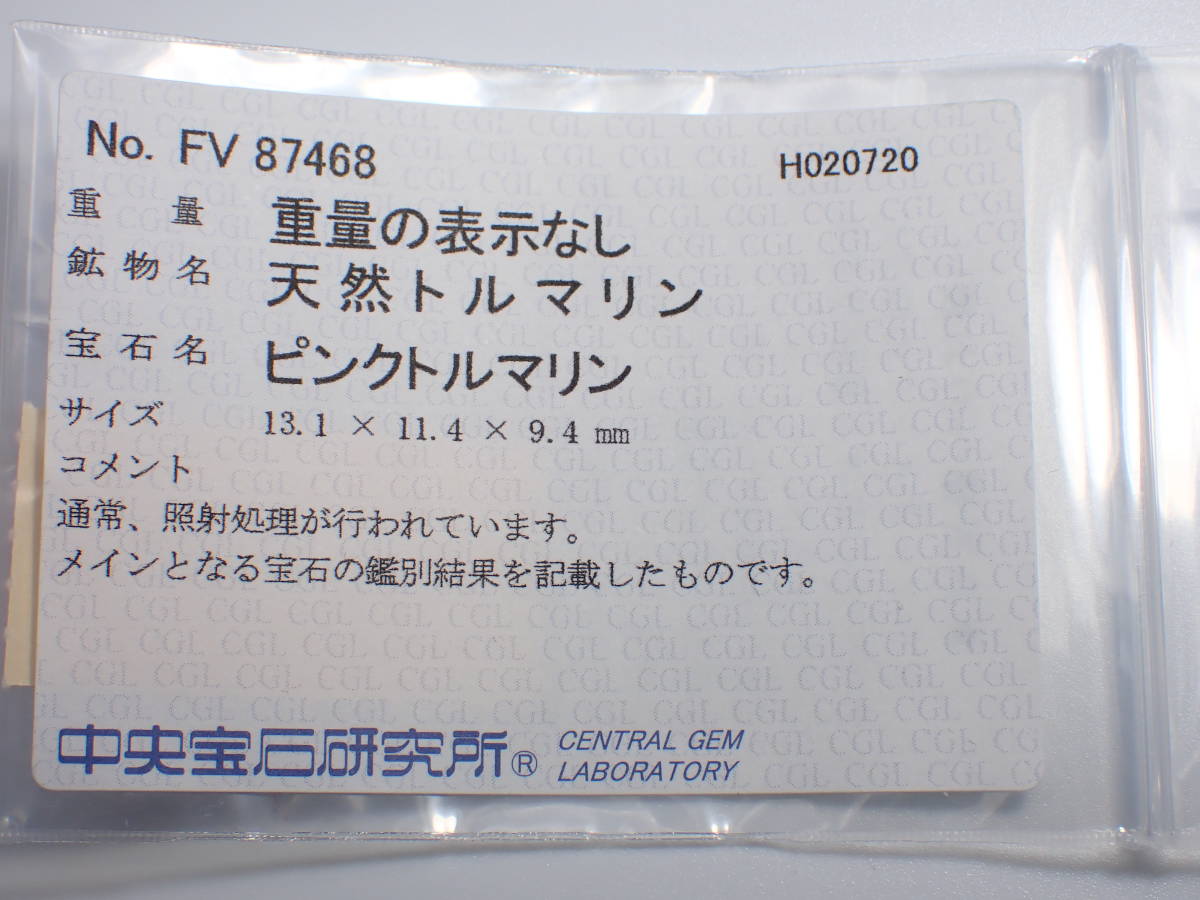 No. FV 87468 H020720
重量 重量の表示なし
鉱物名 天然トルマリン
宝石名 ピンクトルマリン
サイズ 13.1 × 11.4 × 9.4 mm
コメント
通常、照射処理が行われています。
メインとなる宝石の鑑別結果を記載したものです。
中央宝石研究所® CENTRAL GEM
LABORATORY